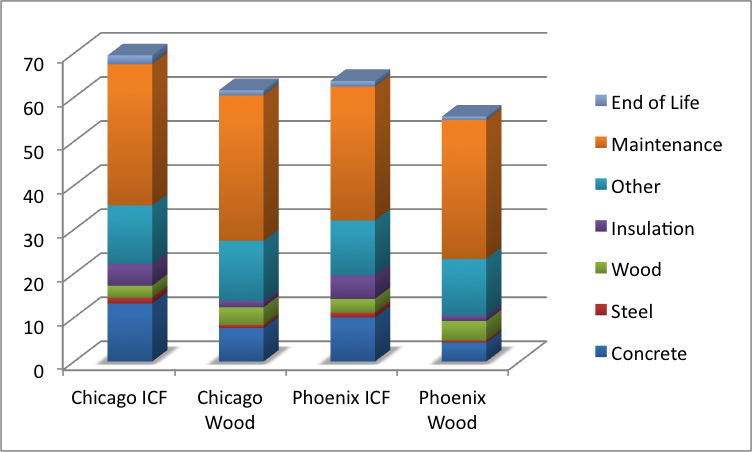 70
60
50
40
30
20
10
0
Chicago ICF
Chicago
Wood
Phoenix ICF
Phoenix
Wood
End of Life
Maintenance
Other
Insulation
Wood
Steel
Concrete